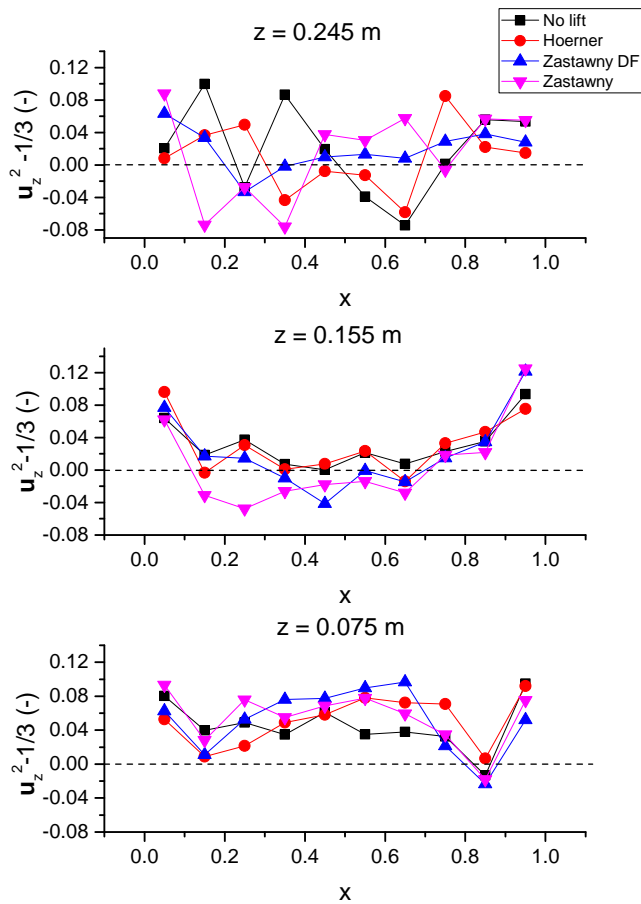 No lift
Hoerner
Zastawny DF
Zastawny
z = 0.245 m
0.12
0.08
0.04
0.00
-0.04
-0.08
u_z^2 -1/3 (-)
0.0 0.2 0.4 0.6 0.8 1.0
x
z = 0.155 m
0.12
0.08
0.04
0.00
-0.04
-0.08
u_z^2-1/3 (-)
0.0 0.2 0.4 0.6 0.8 1.0
x
z = 0.075 m
0.12
0.08
0.04
0.00
-0.04
-0.08
u_z^2-1/3 (-)
0.0 0.2 0.4 0.6 0.8 1.0
x